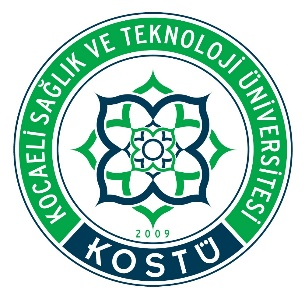 KOCAELİ SAĞLIK VE TEKNOLOJİ ÜNİVERSİTESİ
2009
KOSTÜ